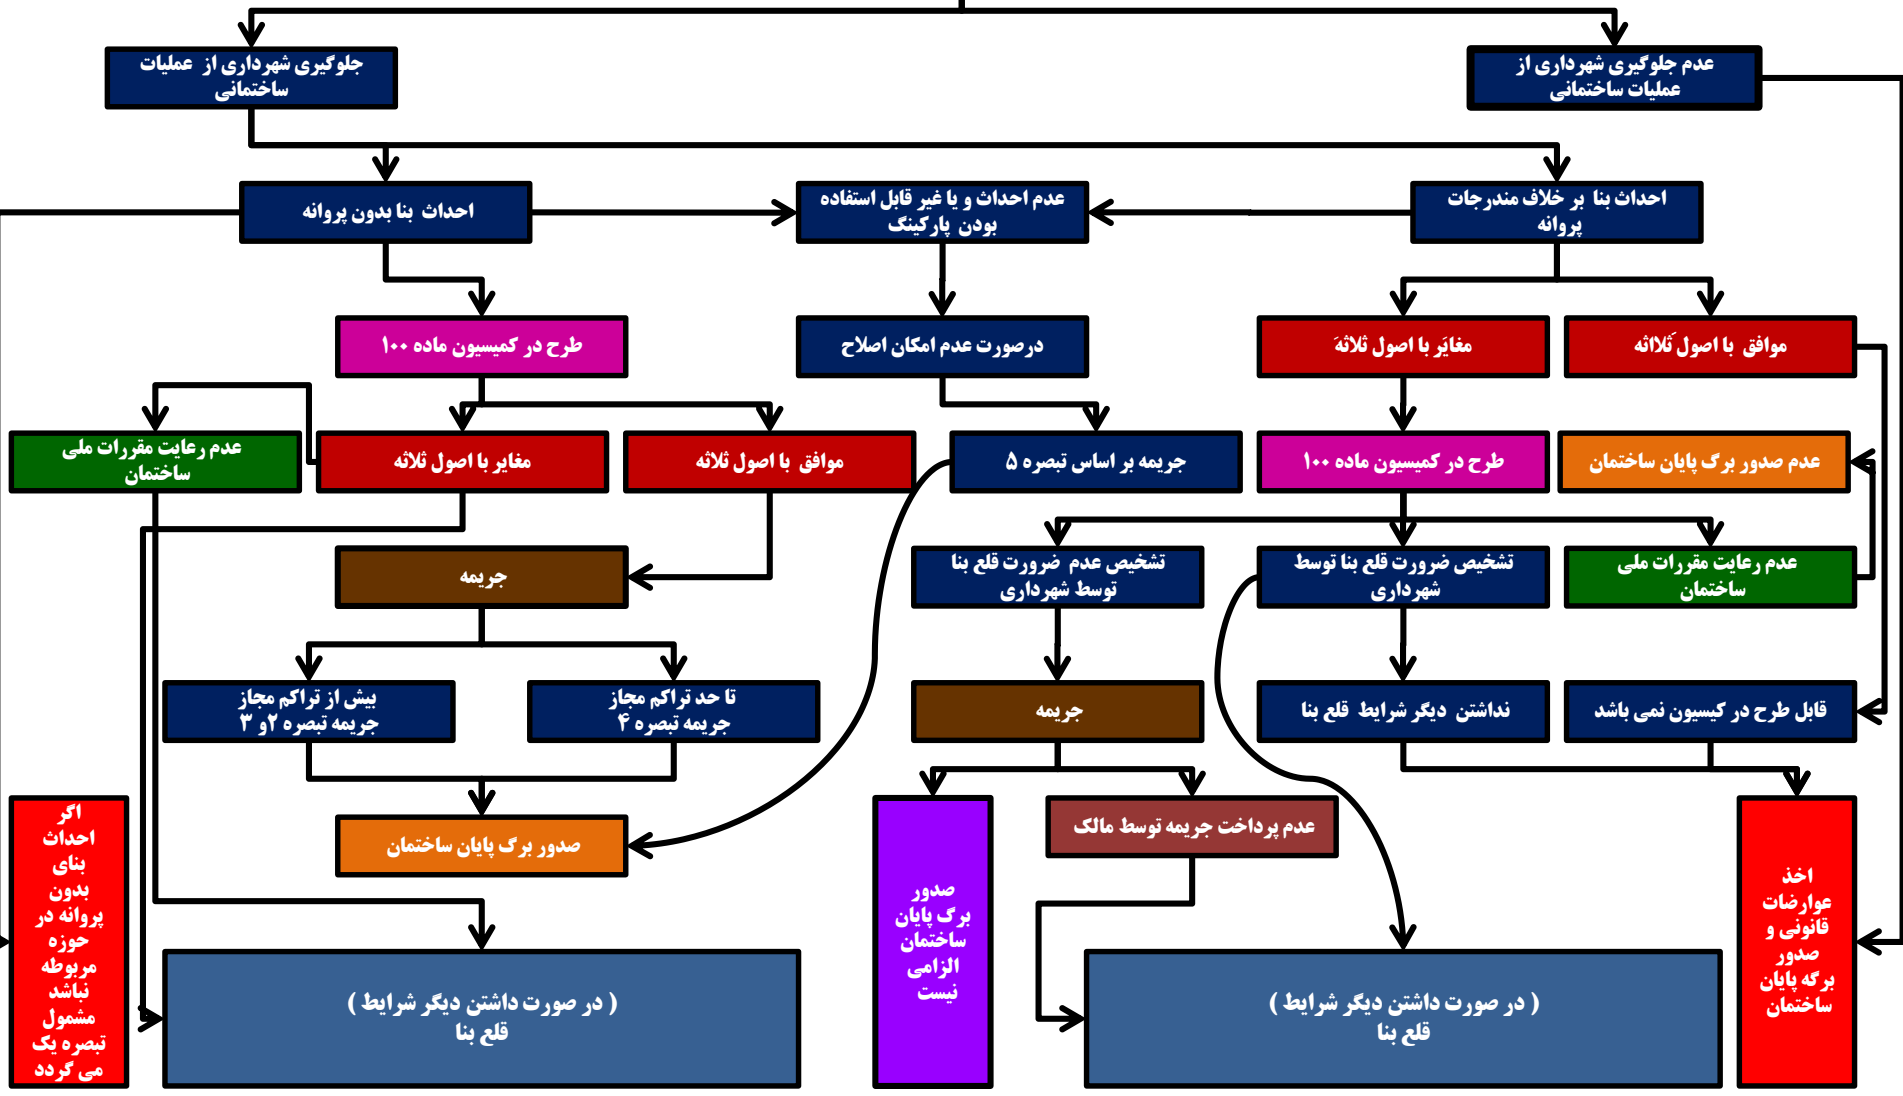 عدم جلوگیری شهرداری از
عملیات ساختمانی
جلوگیری شهرداری از عملیات
ساختمانی
احداث بنا بر خلاف مندرجات
پروانه
عدم احداث و یا غیر قابل استفاده
بودن پارکینگ
احداث بنا بدون پروانه
موافق با اصول ثَلااثه
مغایَر با اصول ثلاثهَ
درصورت عدم امکان اصلاح
طرح در کمیسیون ماده ۱۰۰
عدم صدور برگ پایان ساختمان
طرح در کمیسیون ماده ۱۰۰
جریمه بر اساس تبصره ۵
موافق با اصول ثلاثه
مغایر با اصول ثلاثه
عدم رعایت مقررات ملی
ساختمان
عدم رعایت مقررات ملی
ساختمان
تشخیص ضرورت قلع بنا توسط
شهرداری
تشخیص عدم ضرورت قلع بنا
توسط شهرداری
جریمه
قابل طرح در کیسیون نمی باشد
نداشتن دیگر شرایط قلع بنا
جریمه
تا حد تراکم مجاز
جریمه تبصره ۴
بیش از تراکم مجاز
جریمه تبصره ۲و ۳
عدم پرداخت جریمه توسط مالک
صدور برگ پایان ساختمان
اخذ
عوارضات
قانونی و
صدور
برگه پایان
ساختمان
( در صورت داشتن دیگر شرایط )
قلع بنا
صدور
برگ پایان
ساختمان
الزامی
نیست
( در صورت داشتن دیگر شرایط )
قلع بنا
اگر
احداث
بنای
بدون
پروانه در
حوزه
مربوطه
نباشد
مشمول
تبصره یک
می گردد